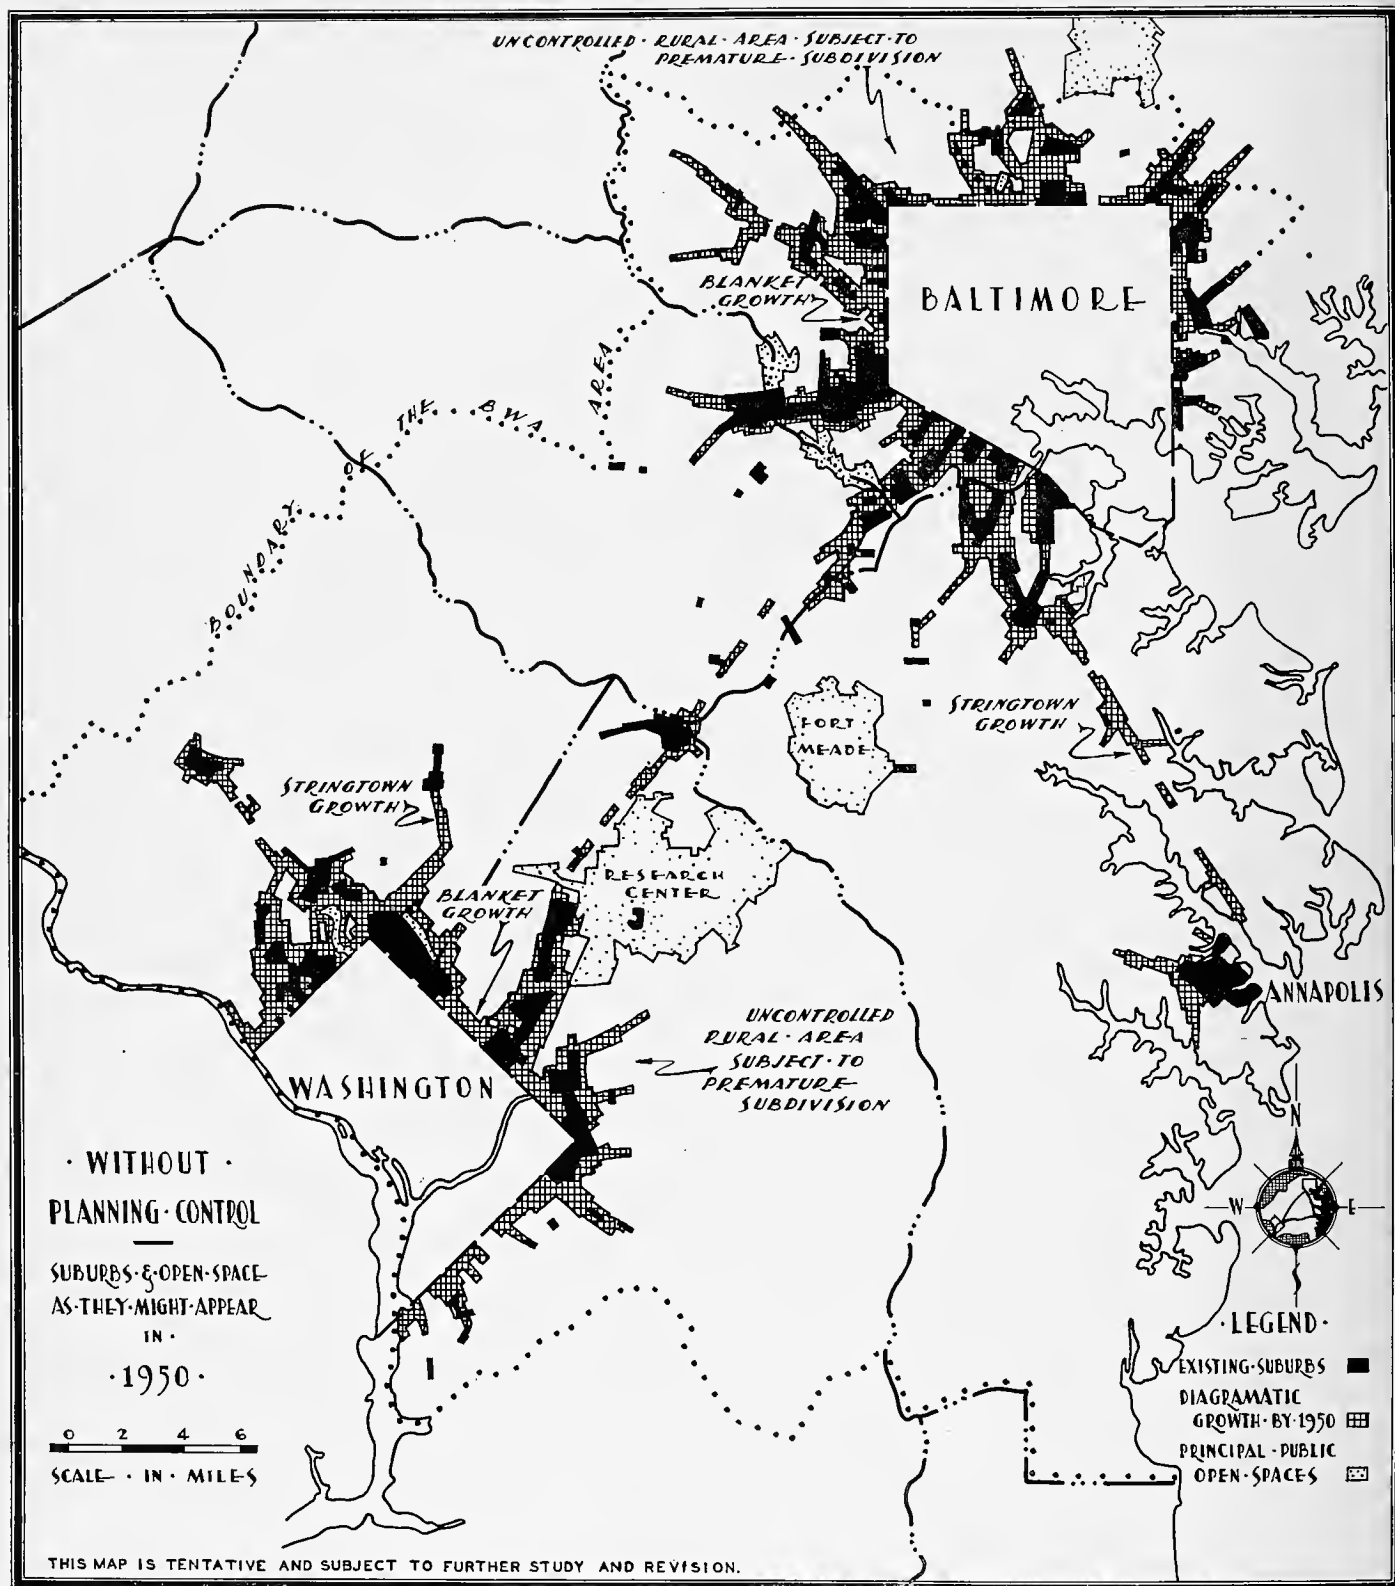 UNCONTROLLED · RURAL · AREA · SUBJECT · TO
PREMATURE · SUBDIVISION
BLANKET
GROWTH
BALTIMORE
BOUNDARY OF THE BWA AREA
STRINGTOWN
GROWTH
FORT
MEADE
STRINGTOWN
GROWTH
BLANKET
GROWTH
RESEARCH
CENTER
ANNAPOLIS
UNCONTROLLED
RURAL · AREA
SUBJECT · TO
PREMATURE
SUBDIVISION
WASHINGTON
· WITHOUT ·
PLANNING · CONTROL
SUBURBS · & · OPEN · SPACE
AS · THEY · MIGHT · APPEAR
IN ·
· 1950 ·
0 2 4 6
SCALE · IN · MILES
N
W E
S
· LEGEND ·
EXISTING · SUBURBS
DIAGRAMATIC
GROWTH · BY · 1950
PRINCIPAL · PUBLIC
OPEN · SPACES
THIS MAP IS TENTATIVE AND SUBJECT TO FURTHER STUDY AND REVISION.